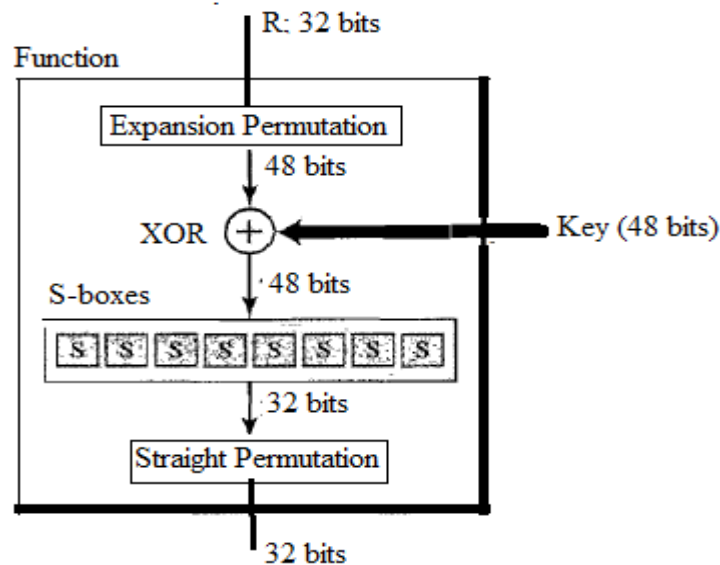 R: 32 bits
Function
Expansion Permutation
48 bits
XOR
+
Key (48 bits)
48 bits
S-boxes
S S S S S S S S
32 bits
Straight Permutation
32 bits